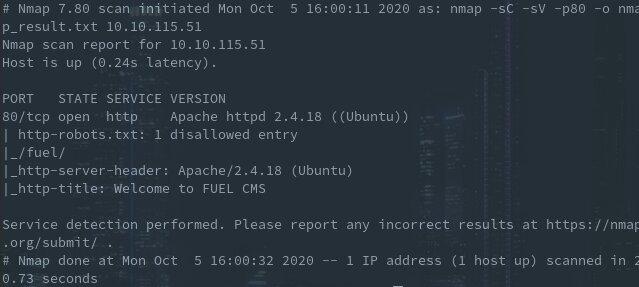 # Nmap 7.80 scan initiated Mon Oct  5 16:00:11 2020 as: nmap -sC -sV -p80 -o nma
p_result.txt 10.10.115.51
Nmap scan report for 10.10.115.51
Host is up (0.24s latency).
PORT   STATE SERVICE VERSION
80/tcp open  http    Apache httpd 2.4.18 ((Ubuntu))
| http-robots.txt: 1 disallowed entry
|_/fuel/
|_http-server-header: Apache/2.4.18 (Ubuntu)
|_http-title: Welcome to FUEL CMS
Service detection performed. Please report any incorrect results at https://nmap
.org/submit/ .
# Nmap done at Mon Oct  5 16:00:32 2020 -- 1 IP address (1 host up) scanned in 2
0.73 seconds